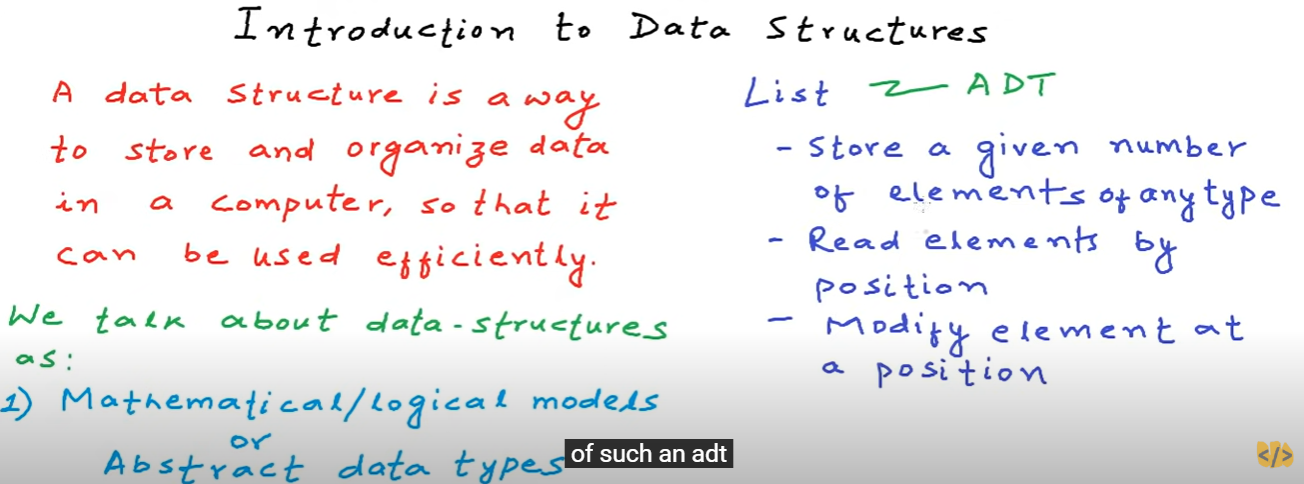 Introduction to Data Structures
A data structure is a way
to store and organize data
in a computer, so that it
can be used efficiently.
We talk about data-structures
as:
1) Mathematical/logical models
or
Abstract data types
List ADT
- Store a given number
of elements of any type
- Read elements by
position
- Modify element at
a position
of such an adt
</>